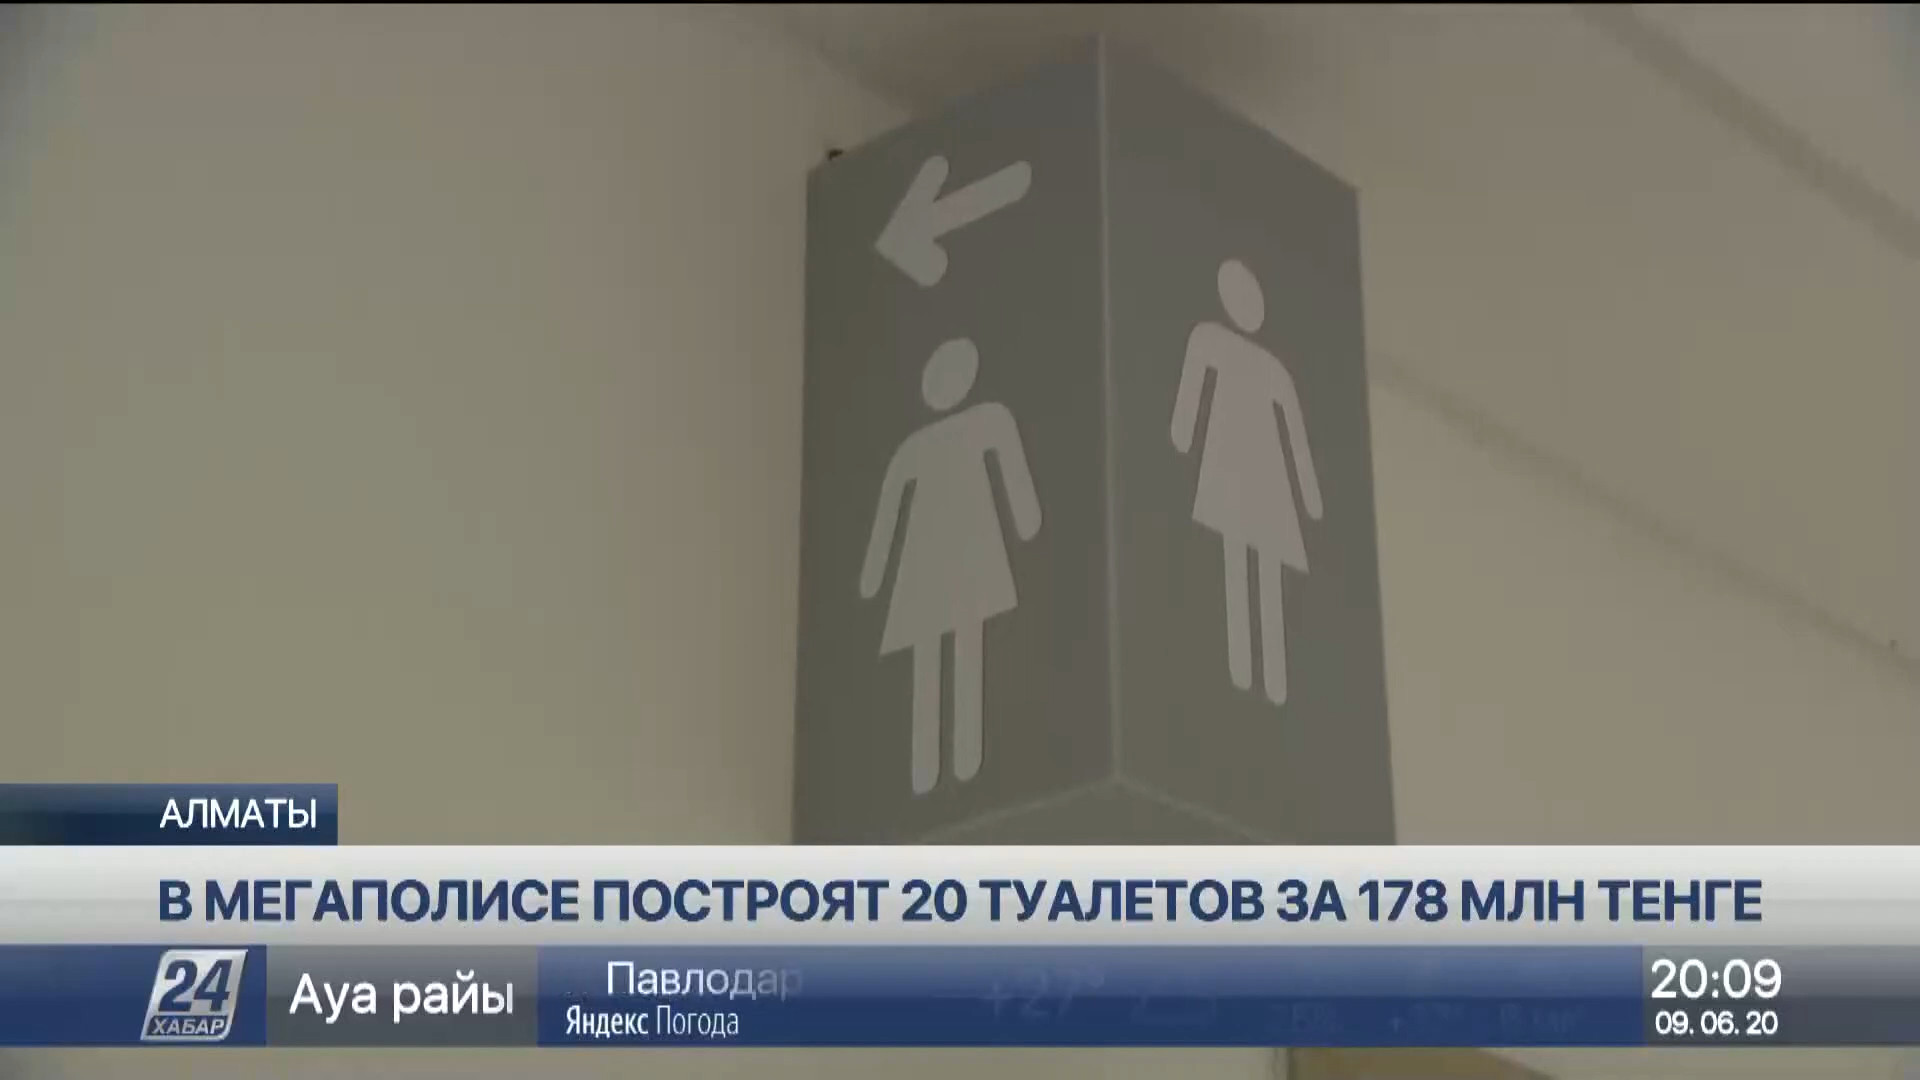 АЛМАТЫ
В МЕГАПОЛИСЕ ПОСТРОЯТ 20 ТУАЛЕТОВ ЗА 178 МЛН ТЕНГЕ
24
ХАБАР
Ауа райы
Павлодар
+27°
Яндекс Погода
20:09
09. 06. 20